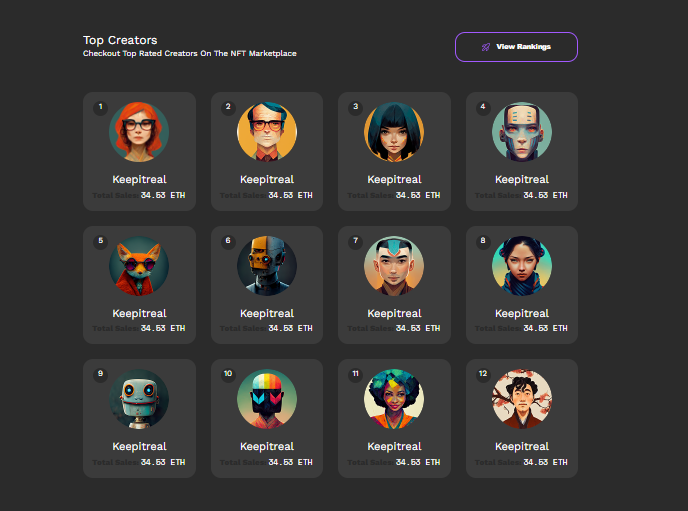 Top Creators
Checkout Top Rated Creators On The NFT Marketplace
View Rankings
1
Keepitreal
Total Sales: 34.53 ETH
2
Keepitreal
Total Sales: 34.53 ETH
3
Keepitreal
Total Sales: 34.53 ETH
4
Keepitreal
Total Sales: 34.53 ETH
5
Keepitreal
Total Sales: 34.53 ETH
6
Keepitreal
Total Sales: 34.53 ETH
7
Keepitreal
Total Sales: 34.53 ETH
8
Keepitreal
Total Sales: 34.53 ETH
9
Keepitreal
Total Sales: 34.53 ETH
10
Keepitreal
Total Sales: 34.53 ETH
11
Keepitreal
Total Sales: 34.53 ETH
12
Keepitreal
Total Sales: 34.53 ETH